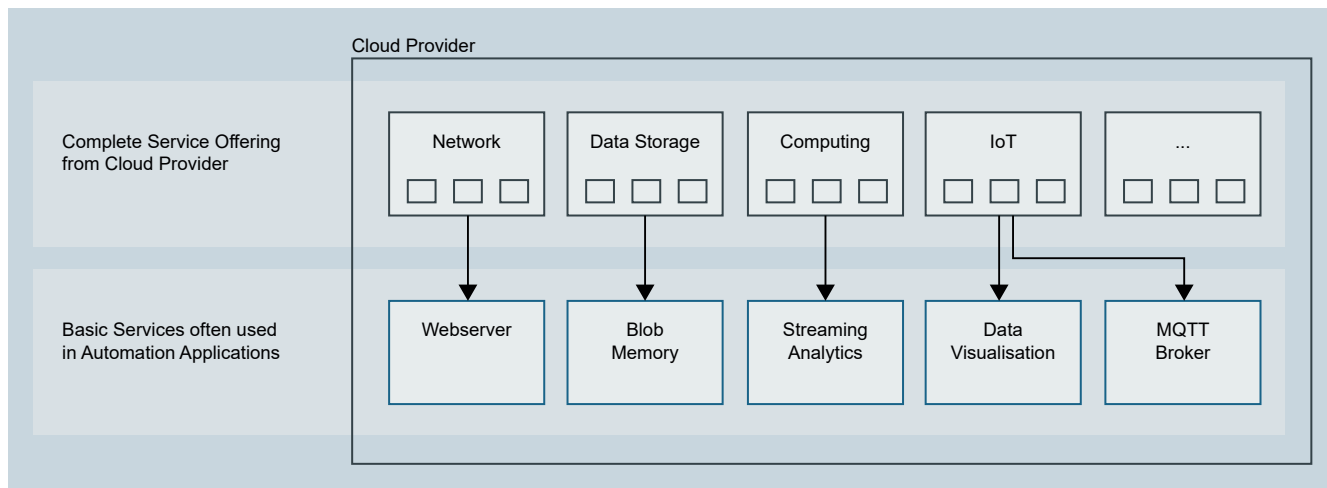 Cloud Provider
Complete Service Offering
from Cloud Provider
Network
Data Storage
Computing
IoT
...
Basic Services often used
in Automation Applications
Webserver
Blob
Memory
Streaming
Analytics
Data
Visualisation
MQTT
Broker